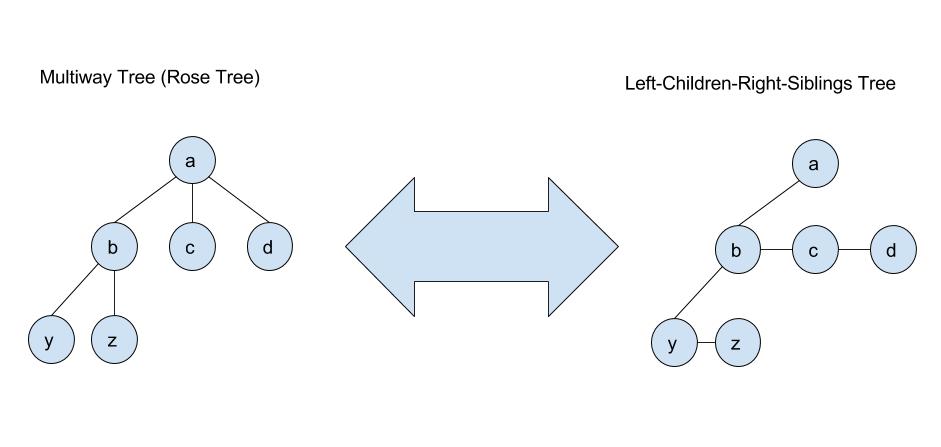 Multiway Tree (Rose Tree)
Left-Children-Right-Siblings Tree
a
b c d
y z
a
b c d
y z